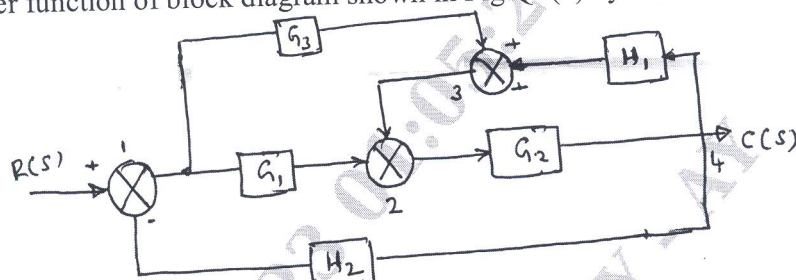 er function of block diagram shown in Fig Q
G3
+
3
+
H1
1
R(S)
+
-
G1
2
G2
C(S)
4
H2